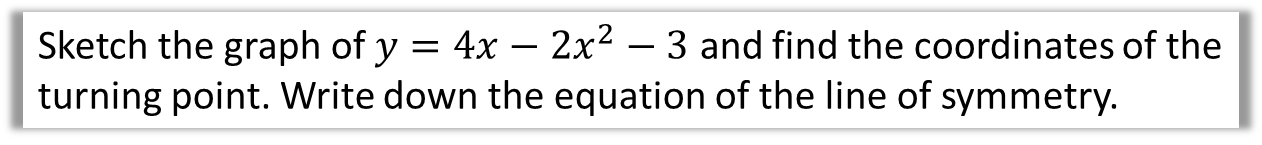 Sketch the graph of y = 4x − 2x² − 3 and find the coordinates of the
turning point. Write down the equation of the line of symmetry.